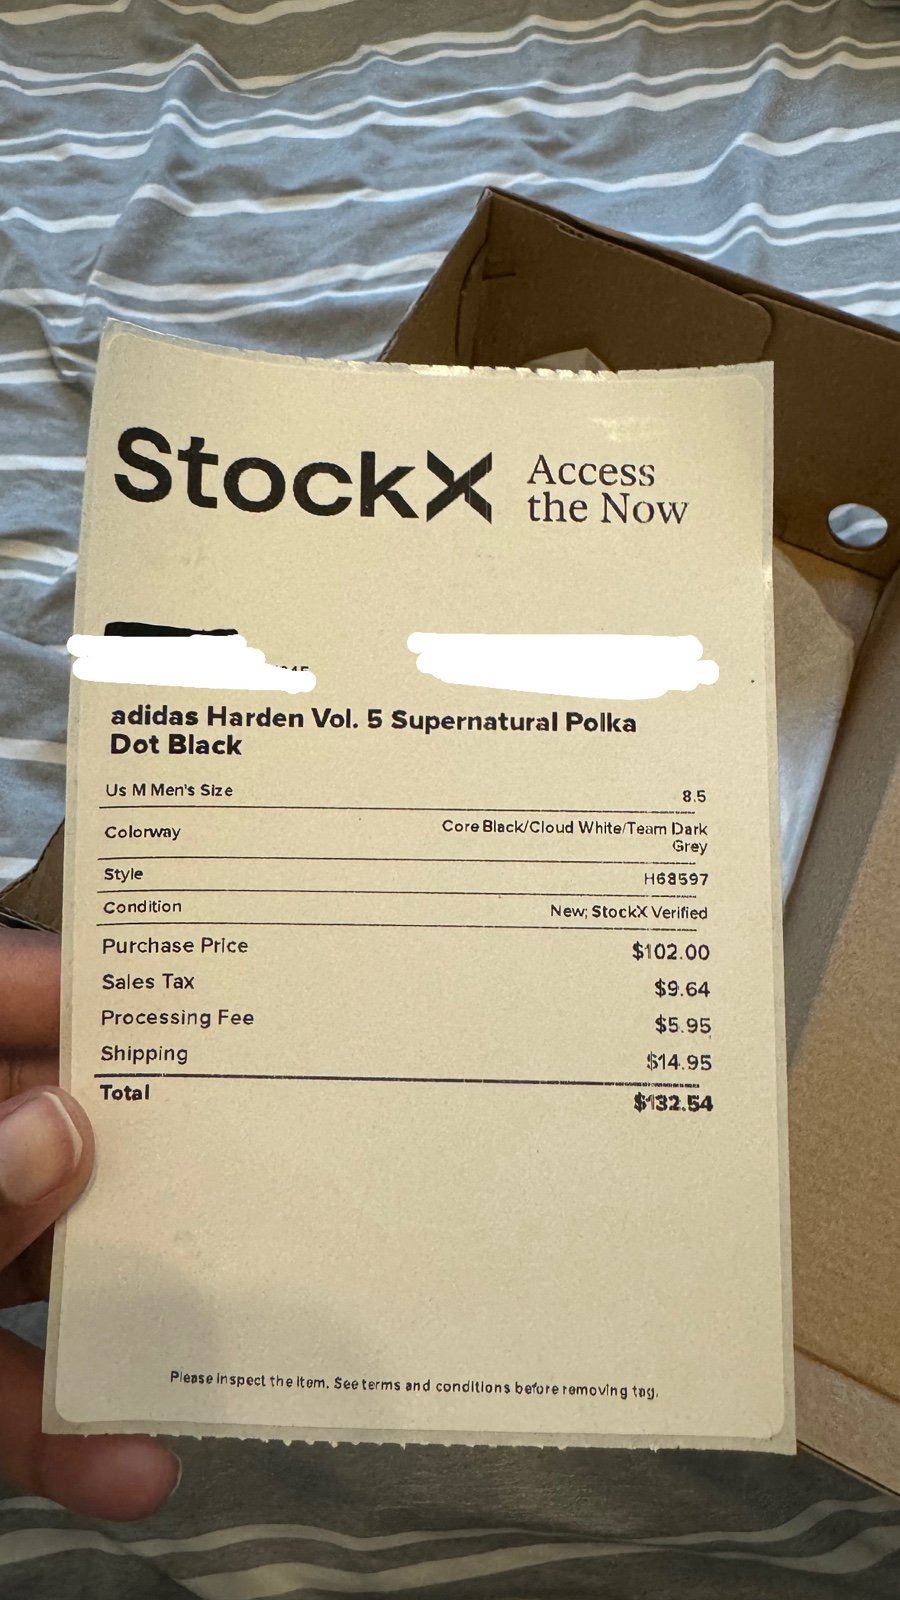 StockX
Access
the Now
adidas Harden Vol. 5 Supernatural Polka
Dot Black
Us M Men's Size 8.5
Colorway Core Black/Cloud White/Team Dark
Grey
Style H68597
Condition New; StockX Verified
Purchase Price $102.00
Sales Tax $9.64
Processing Fee $5.95
Shipping $14.95
Total $132.54
Please inspect the item. See terms and conditions before removing tag.